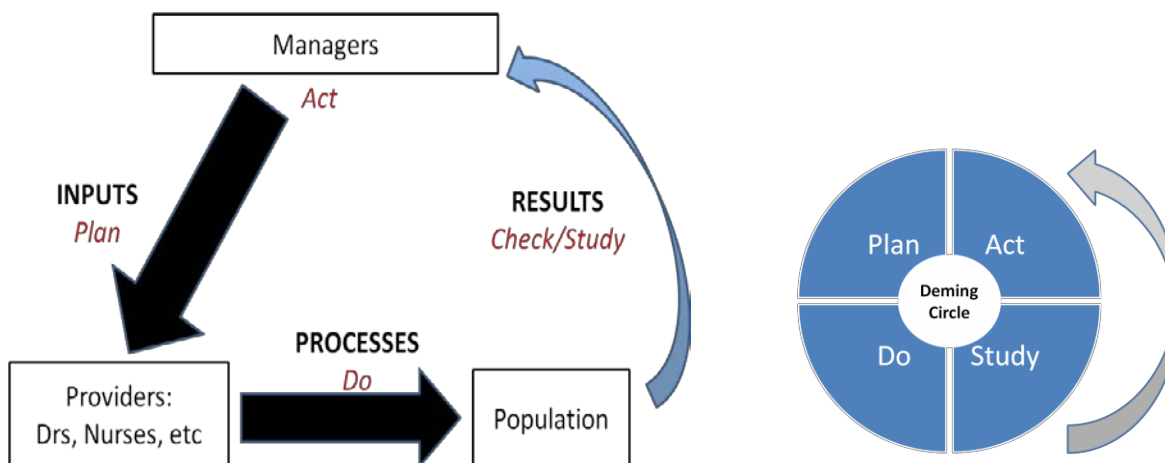 Managers
Act
INPUTS
Plan
RESULTS
Check/Study
PROCESSES
Do
Providers:
Drs, Nurses, etc
Population
Plan
Act
Deming
Circle
Do
Study